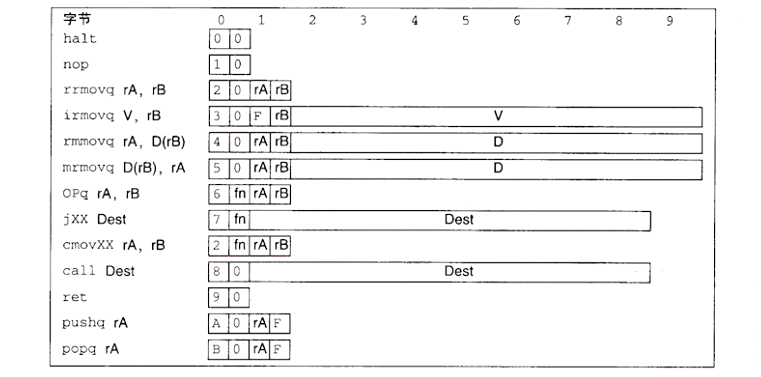 字节 0 1 2 3 4 5 6 7 8 9
halt 0 0
nop 1 0
rrmovq rA, rB 2 0 rA rB
irmovq V, rB 3 0 F rB V
rmmovq rA, D(rB) 4 0 rA rB D
mrmovq D(rB), rA 5 0 rA rB D
OPq rA, rB 6 fn rA rB
jXX Dest 7 fn Dest
cmovXX rA, rB 2 fn rA rB
call Dest 8 0 Dest
ret 9 0
pushq rA A 0 rA F
popq rA B 0 rA F